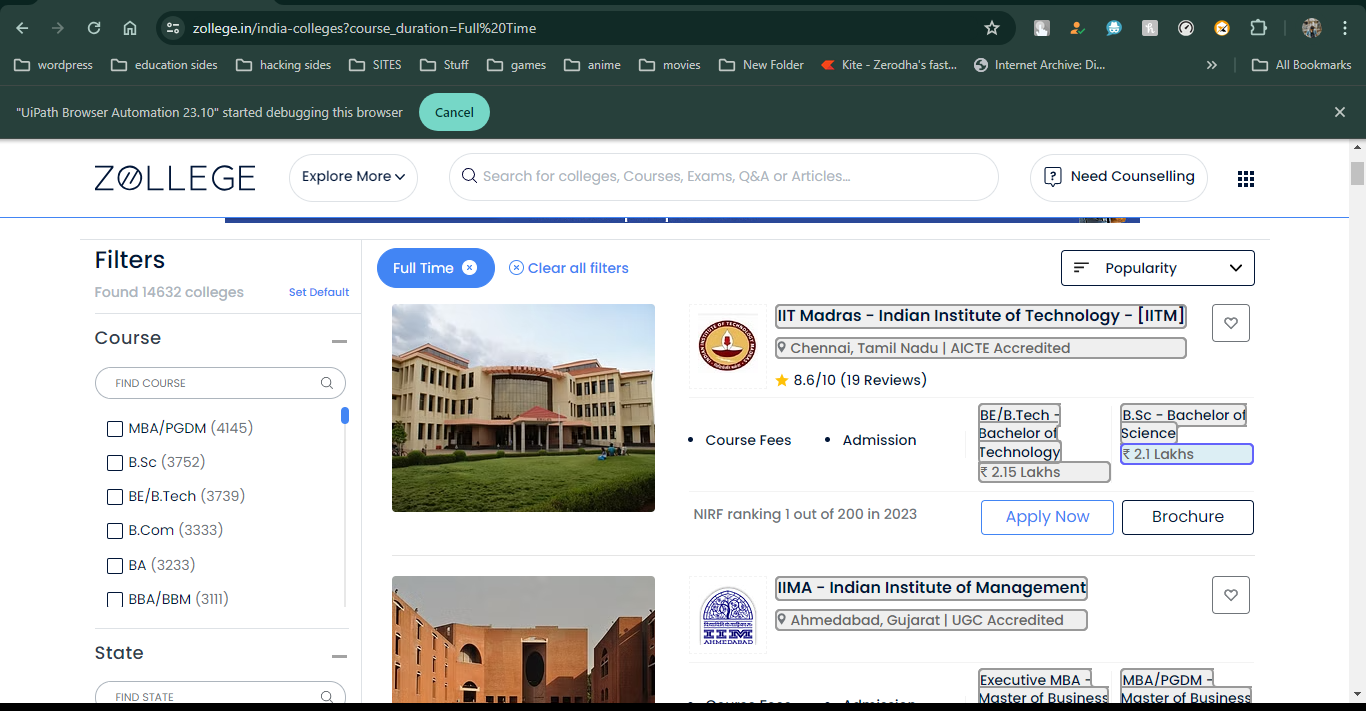 zollege.in/india-colleges?course_duration=Full%20Time
wordpress education sides hacking sides SITES Stuff games anime movies New Folder Kite - Zerodha's fast... Internet Archive: Di... » All Bookmarks
"UiPath Browser Automation 23.10" started debugging this browser Cancel
ZOLLEGE Explore More Search for colleges, Courses, Exams, Q&A or Articles... Need Counselling
Filters
Found 14632 colleges Set Default
Course
FIND COURSE
MBA/PGDM (4145)
B.Sc (3752)
BE/B.Tech (3739)
B.Com (3333)
BA (3233)
BBA/BBM (3111)
State
FIND STATE
Full Time Clear all filters Popularity
IIT Madras - Indian Institute of Technology - [IITM]
Chennai, Tamil Nadu | AICTE Accredited
8.6/10 (19 Reviews)
Course Fees Admission
BE/B.Tech -
Bachelor of
Technology
₹ 2.15 Lakhs
B.Sc - Bachelor of
Science
₹ 2.1 Lakhs
NIRF ranking 1 out of 200 in 2023 Apply Now Brochure
IIM
AHMEDABAD
IIMA - Indian Institute of Management
Ahmedabad, Gujarat | UGC Accredited
Course Fees Admission
Executive MBA -
Master of Business
MBA/PGDM -
Master of Business